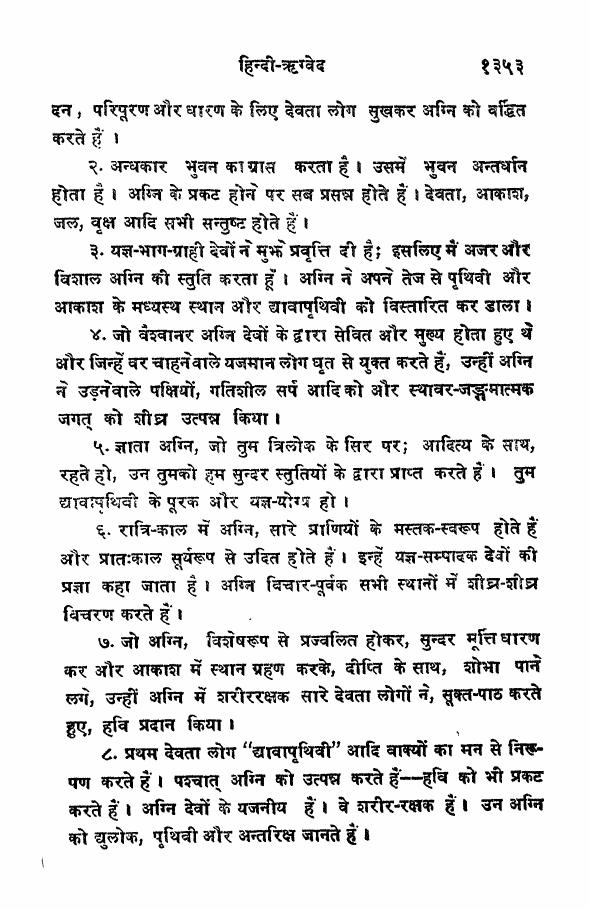 हिन्दी-ऋग्वेद १३५३
दन, परिपूरण और धारण के लिए देवता लोग सुखकर अग्नि को वर्द्धित
करते हैं ।
२. अन्धकार भुवन का ग्रास करता है। उसमें भुवन अन्तर्धान
होता है। अग्नि के प्रकट होने पर सब प्रसन्न होते हैं। देवता, आकाश,
जल, वृक्ष आदि सभी सन्तुष्ट होते हैं।
३. यज्ञ-भाग-ग्राही देवों ने मुझे प्रवृत्ति दी है; इसलिए मैं अजर और
विशाल अग्नि की स्तुति करता हूँ । अग्नि ने अपने तेज से पृथिवी और
आकाश के मध्यस्थ स्थान और द्यावापृथिवी को विस्तारित कर डाला।
४. जो वैश्वानर अग्नि देवों के द्वारा सेवित और मुख्य होता हुए थे
और जिन्हें वर चाहनेवाले यजमान लोग घृत से युक्त करते हैं, उन्हीं अग्नि
ने उड़नेवाले पक्षियों, गतिशील सर्प आदि को और स्थावर-जङ्गमात्मक
जगत् को शीघ्र उत्पन्न किया।
५. ज्ञाता अग्नि, जो तुम त्रिलोक के सिर पर; आदित्य के साथ,
रहते हो, उन तुमको हम सुन्दर स्तुतियों के द्वारा प्राप्त करते हैं। तुम
द्यावापृथिवी के पूरक और यज्ञ-योग्य हो।
६. रात्रि-काल में अग्नि, सारे प्राणियों के मस्तक-स्वरूप होते हैं
और प्रातःकाल सूर्यरूप से उदित होते हैं। इन्हें यज्ञ-सम्पादक देवों की
प्रज्ञा कहा जाता है। अग्नि विचार-पूर्वक सभी स्थानों में शीघ्र-शीघ्र
विचरण करते हैं।
७. जो अग्नि, विशेषरूप से प्रज्वलित होकर, सुन्दर मूर्त्ति धारण
कर और आकाश में स्थान ग्रहण करके, दीप्ति के साथ, शोभा पाने
लगे, उन्हीं अग्नि में शरीररक्षक सारे देवता लोगों ने, सूक्त-पाठ करते
हुए, हवि प्रदान किया।
८. प्रथम देवता लोग "द्यावापृथिवी" आदि वाक्यों का मन से निरू-
पण करते हैं। पश्चात् अग्नि को उत्पन्न करते हैं--हवि को भी प्रकट
करते हैं। अग्नि देवों के यजनीय हैं। वे शरीर-रक्षक हैं। उन अग्नि
को द्युलोक, पृथिवी और अन्तरिक्ष जानते हैं।